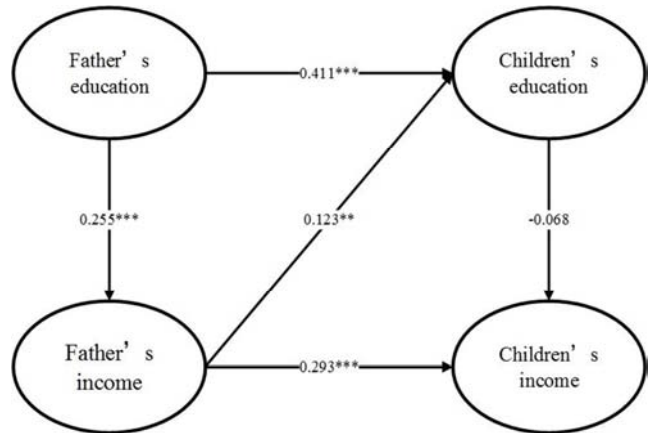 Father’s
education
0.411***
Children’s
education
0.255***
0.123**
-0.068
Father’s
income
0.293***
Children’s
income